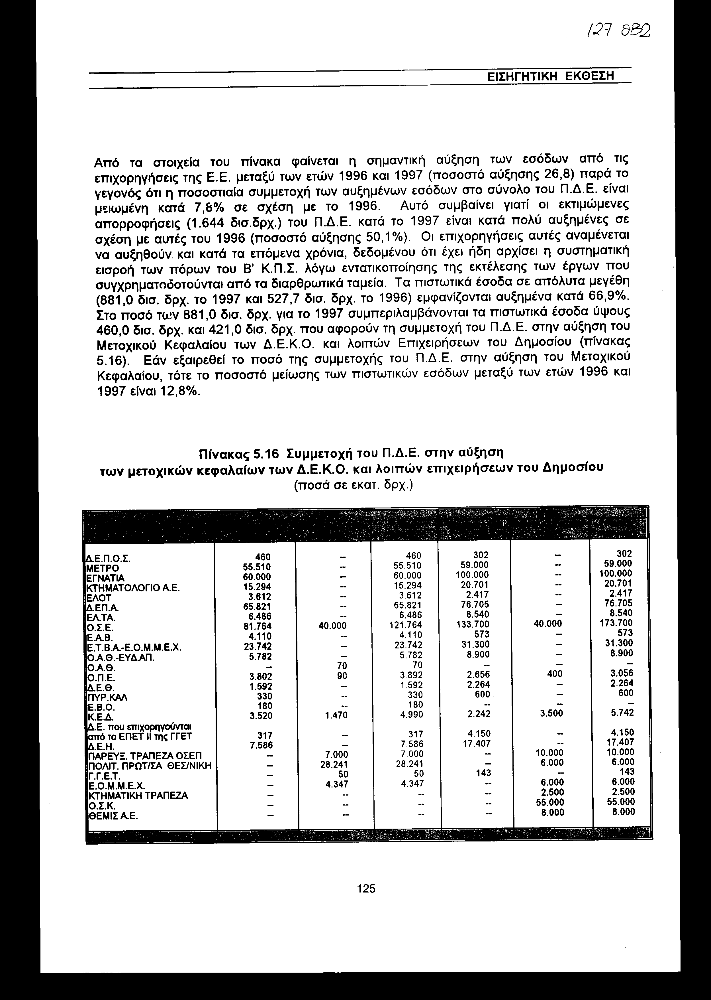 127 ΘΒ2
ΕΙΣΗΓΗΤΙΚΗ ΕΚΘΕΣΗ
Από τα στοιχεία του πίνακα φαίνεται η σημαντική αύξηση των εσόδων από τις
επιχορηγήσεις της Ε.Ε. μεταξύ των ετών 1996 και 1997 (ποσοστό αύξησης 26,8) παρά το
γεγονός ότι η ποσοστιαία συμμετοχή των αυξημένων εσόδων στο σύνολο του Π.Δ.Ε. είναι
μειωμένη κατά 7,8% σε σχέση με το 1996. Αυτό συμβαίνει γιατί οι εκτιμώμενες
απορροφήσεις (1.644 δισ.δρχ.) του Π.Δ.Ε. κατά το 1997 είναι κατά πολύ αυξημένες σε
σχέση με αυτές του 1996 (ποσοστό αύξησης 50,1%). Οι επιχορηγήσεις αυτές αναμένεται
να αυξηθούν. και κατά τα επόμενα χρόνια, δεδομένου ότι έχει ήδη αρχίσει η συστηματική
εισροή των πόρων του Β' Κ.Π.Σ. λόγω εντατικοποίησης της εκτέλεσης των έργων που
συγχρηματοδοτούνται από τα διαρθρωτικά ταμεία. Τα πιστωτικά έσοδα σε απόλυτα μεγέθη
(881,0 δισ. δρχ. το 1997 και 527,7 δισ. δρχ. το 1996) εμφανίζονται αυξημένα κατά 66,9%.
Στο ποσό των 881,0 δισ. δρχ. για το 1997 συμπεριλαμβάνονται τα πιστωτικά έσοδα ύψους
460,0 δισ. δρχ. και 421,0 δισ. δρχ. που αφορούν τη συμμετοχή του Π.Δ.Ε. στην αύξηση του
Μετοχικού Κεφαλαίου των Δ.Ε.Κ.Ο. και λοιπών Επιχειρήσεων του Δημοσίου (πίνακας
5.16). Εάν εξαιρεθεί το ποσό της συμμετοχής του Π.Δ.Ε. στην αύξηση του Μετοχικού
Κεφαλαίου, τότε το ποσοστό μείωσης των πιστωτικών εσόδων μεταξύ των ετών 1996 και
1997 είναι 12,8%.
Πίνακας 5.16 Συμμετοχή του Π.Δ.Ε. στην αύξηση
των μετοχικών κεφαλαίων των Δ.Ε.Κ.Ο. και λοιπών επιχειρήσεων του Δημοσίου
(ποσά σε εκατ. δρχ.)
Δ.Ε.Π.Ο.Σ. 460 -- 460 302 -- 302
ΜΕΤΡΟ 55.510 -- 55.510 59.000 -- 59.000
ΕΓΝΑΤΙΑ 60.000 -- 60.000 100.000 -- 100.000
ΚΤΗΜΑΤΟΛΟΓΙΟ Α.Ε. 15.294 -- 15.294 20.701 -- 20.701
ΕΛΟΤ 3.612 -- 3.612 2.417 -- 2.417
Δ.ΕΠ.Α. 65.821 -- 65.821 76.705 -- 76.705
ΕΛ.ΤΑ. 6.486 -- 6.486 8.540 -- 8.540
Ο.Σ.Ε. 81.764 40.000 121.764 133.700 40.000 173.700
Ε.Α.Β. 4.110 -- 4.110 573 -- 573
Ε.Τ.Β.Α.-Ε.Ο.Μ.Μ.Ε.Χ. 23.742 -- 23.742 31.300 -- 31.300
Ο.Α.Θ.-ΕΥΔ.ΑΠ. 5.782 -- 5.782 8.900 -- 8.900
Ο.Α.Θ. -- 70 70 -- -- --
Ο.Π.Ε. 3.802 90 3.892 2.656 400 3.056
Δ.Ε.Θ. 1.592 -- 1.592 2.264 -- 2.264
ΠΥΡ.ΚΑΛ 330 -- 330 600 -- 600
Ε.Β.Ο. 180 -- 180 -- -- --
Κ.Ε.Δ. 3.520 1.470 4.990 2.242 3.500 5.742
Δ.Ε. που επιχορηγούνται
από το ΕΠΕΤ ΙΙ της ΓΓΕΤ 317 -- 317 4.150 -- 4.150
Δ.Ε.Η. 7.586 -- 7.586 17.407 -- 17.407
ΠΑΡΕΥΞ. ΤΡΑΠΕΖΑ ΟΣΕΠ -- 7.000 7.000 -- 10.000 10.000
ΠΟΛΙΤ. ΠΡΩΤ/ΣΑ ΘΕΣ/ΝΙΚΗ -- 28.241 28.241 -- 6.000 6.000
Γ.Γ.Ε.Τ. -- 50 50 143 -- 143
Ε.Ο.Μ.Μ.Ε.Χ. -- 4.347 4.347 -- 6.000 6.000
ΚΤΗΜΑΤΙΚΗ ΤΡΑΠΕΖΑ -- -- -- -- 2.500 2.500
Ο.Σ.Κ. -- -- -- -- 55.000 55.000
ΘΕΜΙΣ Α.Ε. -- -- -- -- 8.000 8.000
125